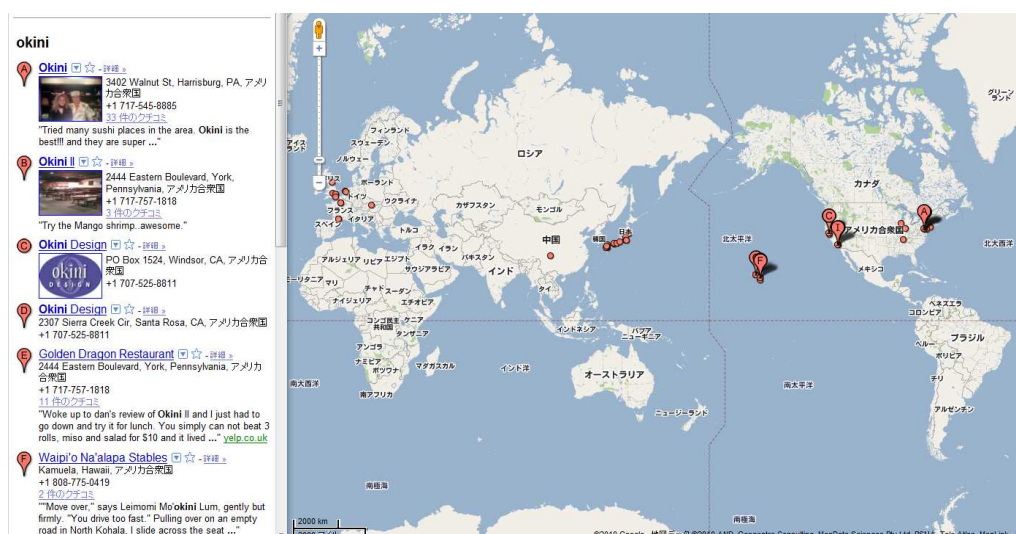 okini
A
Okini - 詳細 »
3402 Walnut St, Harrisburg, PA, アメリ
カ合衆国
+1 717-545-8885
33 件のクチコミ
"Tried many sushi places in the area. Okini is the
best!!! and they are super ..."
B
Okini II - 詳細 »
2444 Eastern Boulevard, York,
Pennsylvania, アメリカ合衆国
+1 717-757-1818
3 件のクチコミ
"Try the Mango shrimp..awesome."
C
Okini Design - 詳細 »
okini
DESIGN
PO Box 1524, Windsor, CA, アメリカ合
衆国
+1 707-525-8811
D
Okini Design - 詳細 »
2307 Sierra Creek Cir, Santa Rosa, CA, アメリカ合衆国
+1 707-525-8811
E
Golden Dragon Restaurant - 詳細 »
2444 Eastern Boulevard, York, Pennsylvania, アメリカ
合衆国
+1 717-757-1818
11 件のクチコミ
"Woke up to dan's review of Okini II and I just had to
go down and try it for lunch. You simply can not beat 3
rolls, miso and salad for $10 and it lived ..." yelp.co.uk
F
Waipi'o Na'alapa Stables - 詳細 »
Kamuela, Hawaii, アメリカ合衆国
+1 808-775-0419
2 件のクチコミ
""Move over," says Leimomi Mo'okini Lum, gently but
firmly. "You drive too fast." Pulling over on an empty
road in North Kohala, I slide across the seat ..."
グリーン
ランド
フィンランド
スウェーデン
ノルウェー
ロシア
カナダ
ポーランド
ドイツ
ウクライナ
フランス
イタリア
スペイン
カザフスタン
モンゴル
トルコ
中国
韓国
日本
北太平洋
アメリカ合衆国
北大西洋
イラク イラン
パキスタン
アルジェリア リビア エジプト
サウジアラビア
インド
メキシコ
モーリタニア マリ
チャド スーダン
タイ
ナイジェリア
エチオピア
ベネズエラ
コロンビア
コンゴ民主
共和国
ケニア
タンザニア
インドネシア
パプア
ニューギニア
ブラジル
ペルー
ボリビア
アンゴラ
ナミビア
ボツワナ
マダガスカル
インド洋
オーストラリア
南大西洋
南太平洋
チリ
南アフリカ
アルゼンチン
ニュージーランド
南極海
南極海
C
I
A
F
2000 km